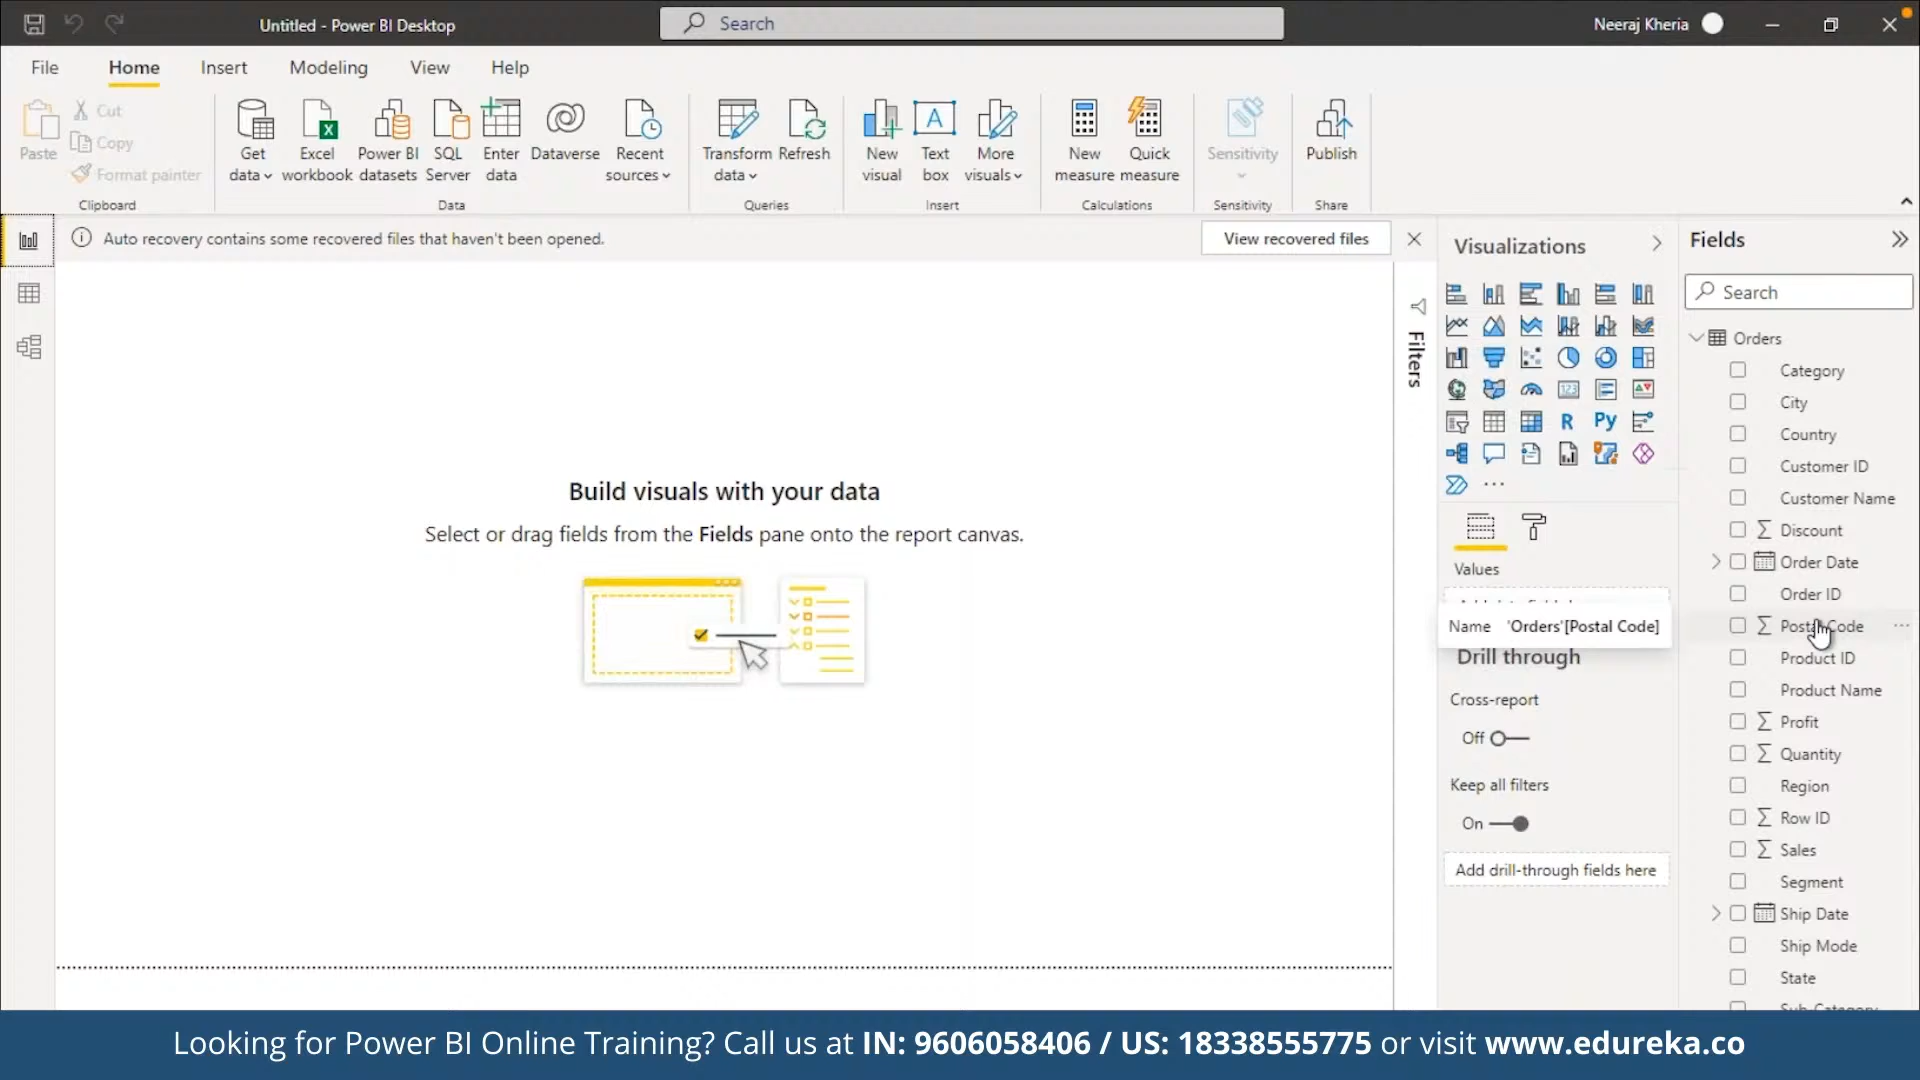 Untitled - Power BI Desktop
Search
Neeraj Kheria
File
Home
Insert
Modeling
View
Help
Paste
Cut
Copy
Format painter
Clipboard
Get data
Excel workbook
Power BI datasets
SQL Server
Enter data
Dataverse
Recent sources
Data
Transform data
Refresh
Queries
New visual
Text box
More visuals
Insert
New measure
Quick measure
Calculations
Sensitivity
Sensitivity
Publish
Share
Auto recovery contains some recovered files that haven't been opened.
View recovered files
Build visuals with your data
Select or drag fields from the Fields pane onto the report canvas.
Filters
Visualizations
R
Py
123
Values
Name 'Orders'[Postal Code]
Drill through
Cross-report
Off
Keep all filters
On
Add drill-through fields here
Fields
Search
Orders
Category
City
Country
Customer ID
Customer Name
Discount
Order Date
Order ID
Postal Code
Product ID
Product Name
Profit
Quantity
Region
Row ID
Sales
Segment
Ship Date
Ship Mode
State
Looking for Power BI Online Training? Call us at IN: 9606058406 / US: 18338555775 or visit www.edureka.co